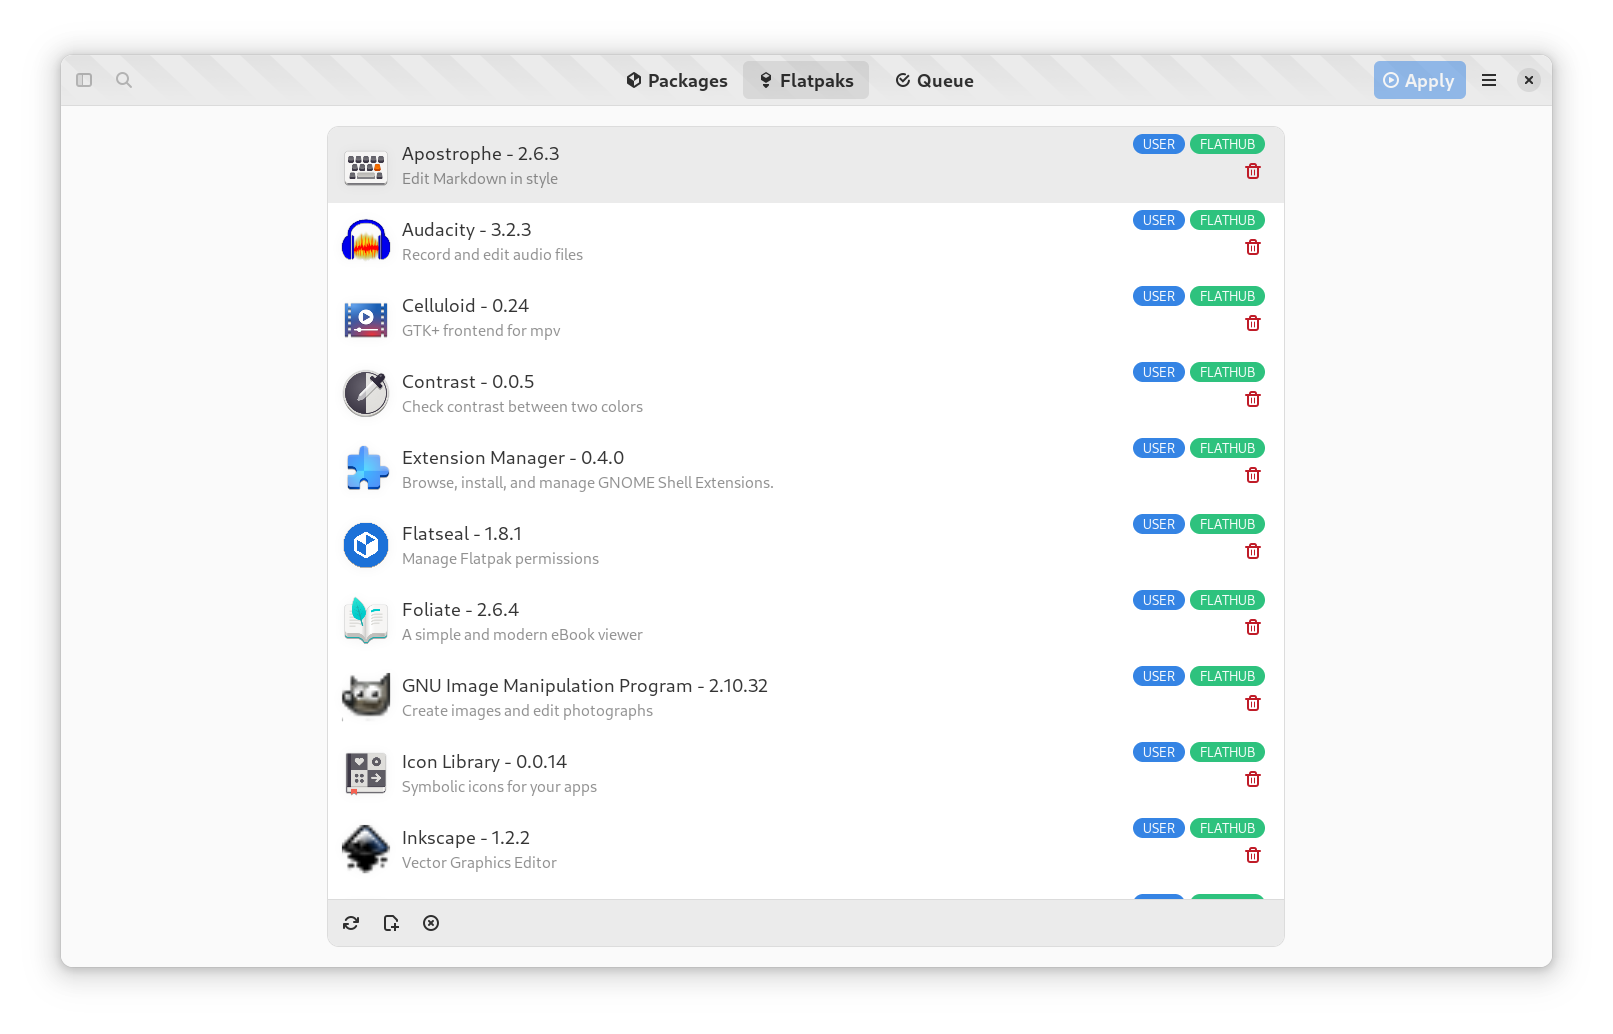 Packages Flatpaks Queue Apply
Apostrophe - 2.6.3 USER FLATHUB
Edit Markdown in style
Audacity - 3.2.3 USER FLATHUB
Record and edit audio files
Celluloid - 0.24 USER FLATHUB
GTK+ frontend for mpv
Contrast - 0.0.5 USER FLATHUB
Check contrast between two colors
Extension Manager - 0.4.0 USER FLATHUB
Browse, install, and manage GNOME Shell Extensions.
Flatseal - 1.8.1 USER FLATHUB
Manage Flatpak permissions
Foliate - 2.6.4 USER FLATHUB
A simple and modern eBook viewer
GNU Image Manipulation Program - 2.10.32 USER FLATHUB
Create images and edit photographs
Icon Library - 0.0.14 USER FLATHUB
Symbolic icons for your apps
Inkscape - 1.2.2 USER FLATHUB
Vector Graphics Editor